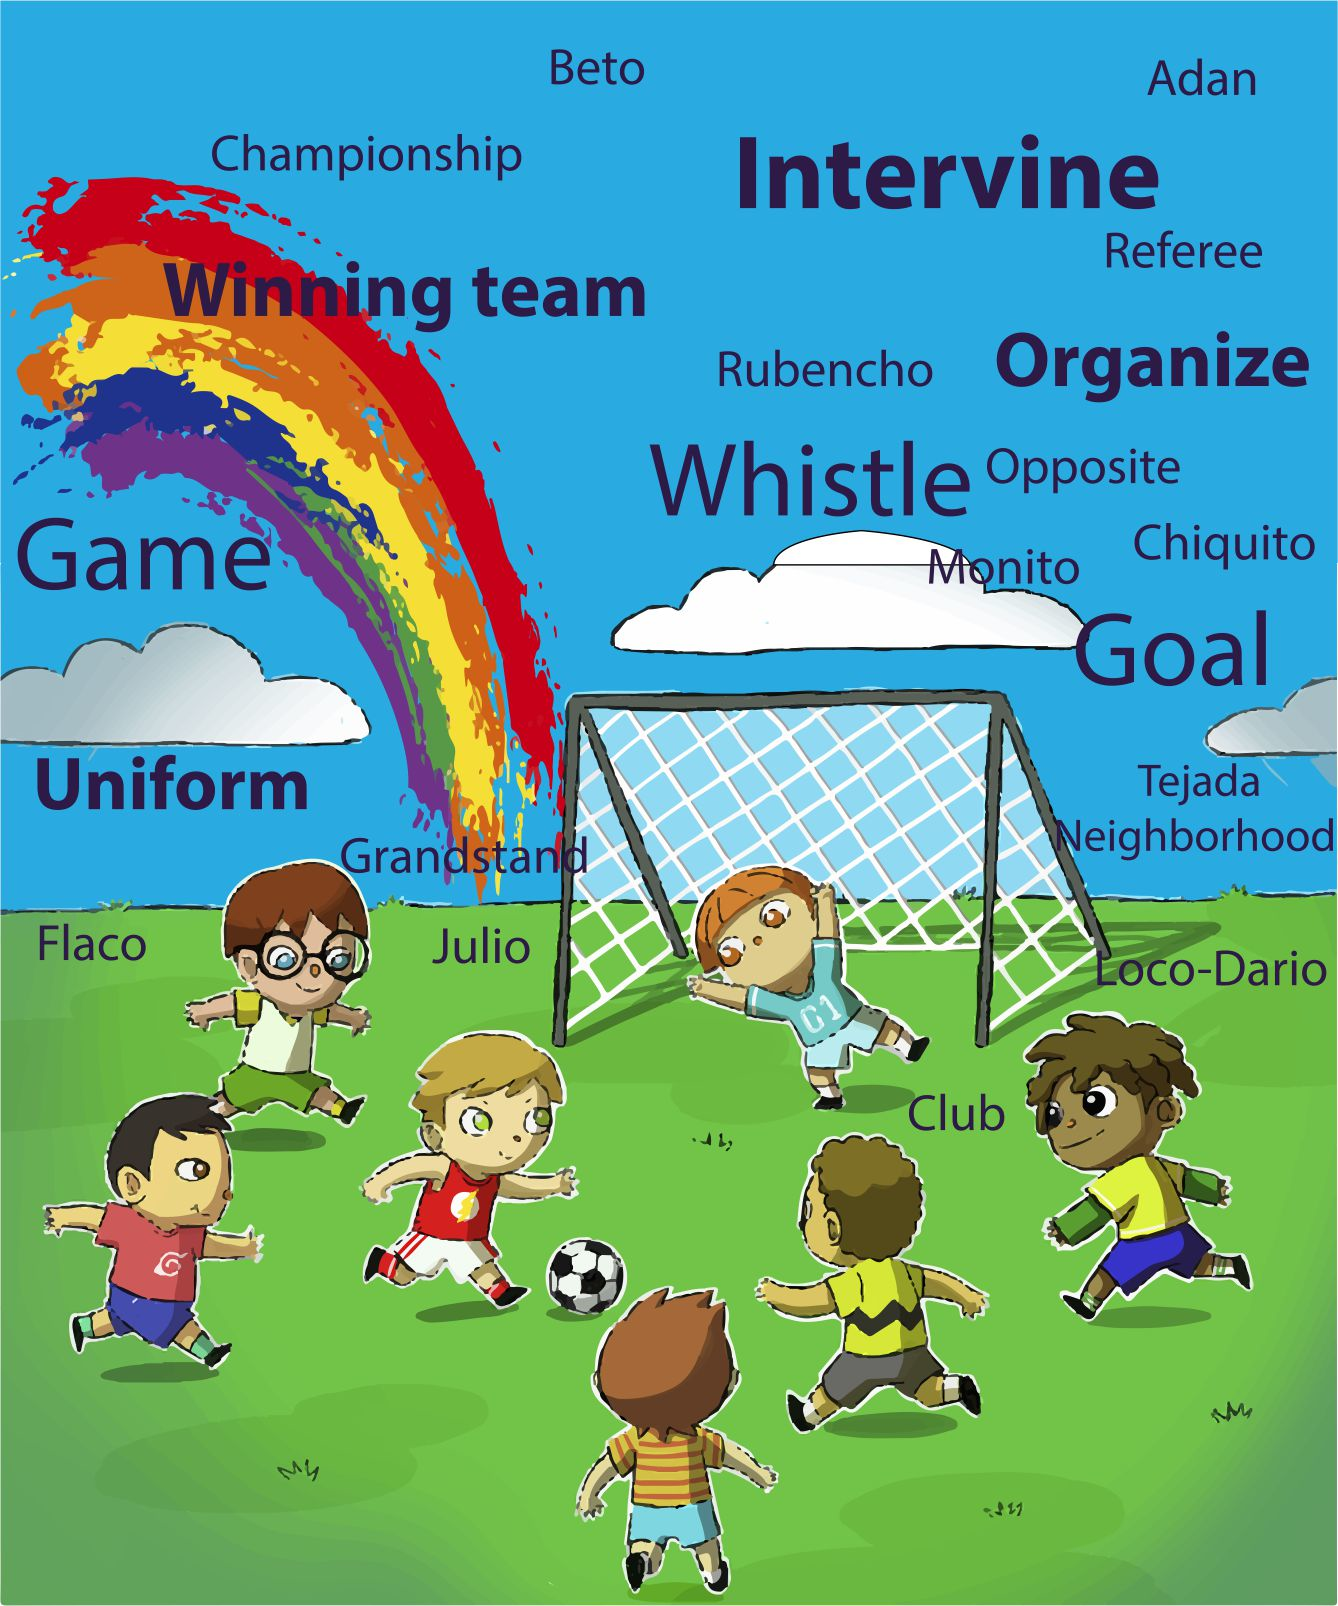 Beto
Adan
Championship
Intervine
Referee
Winning team
Rubencho
Organize
Whistle
Opposite
Game
Chiquito
Monito
Goal
Uniform
Tejada
Neighborhood
Grandstand
Flaco
Julio
Loco-Dario
01
Club